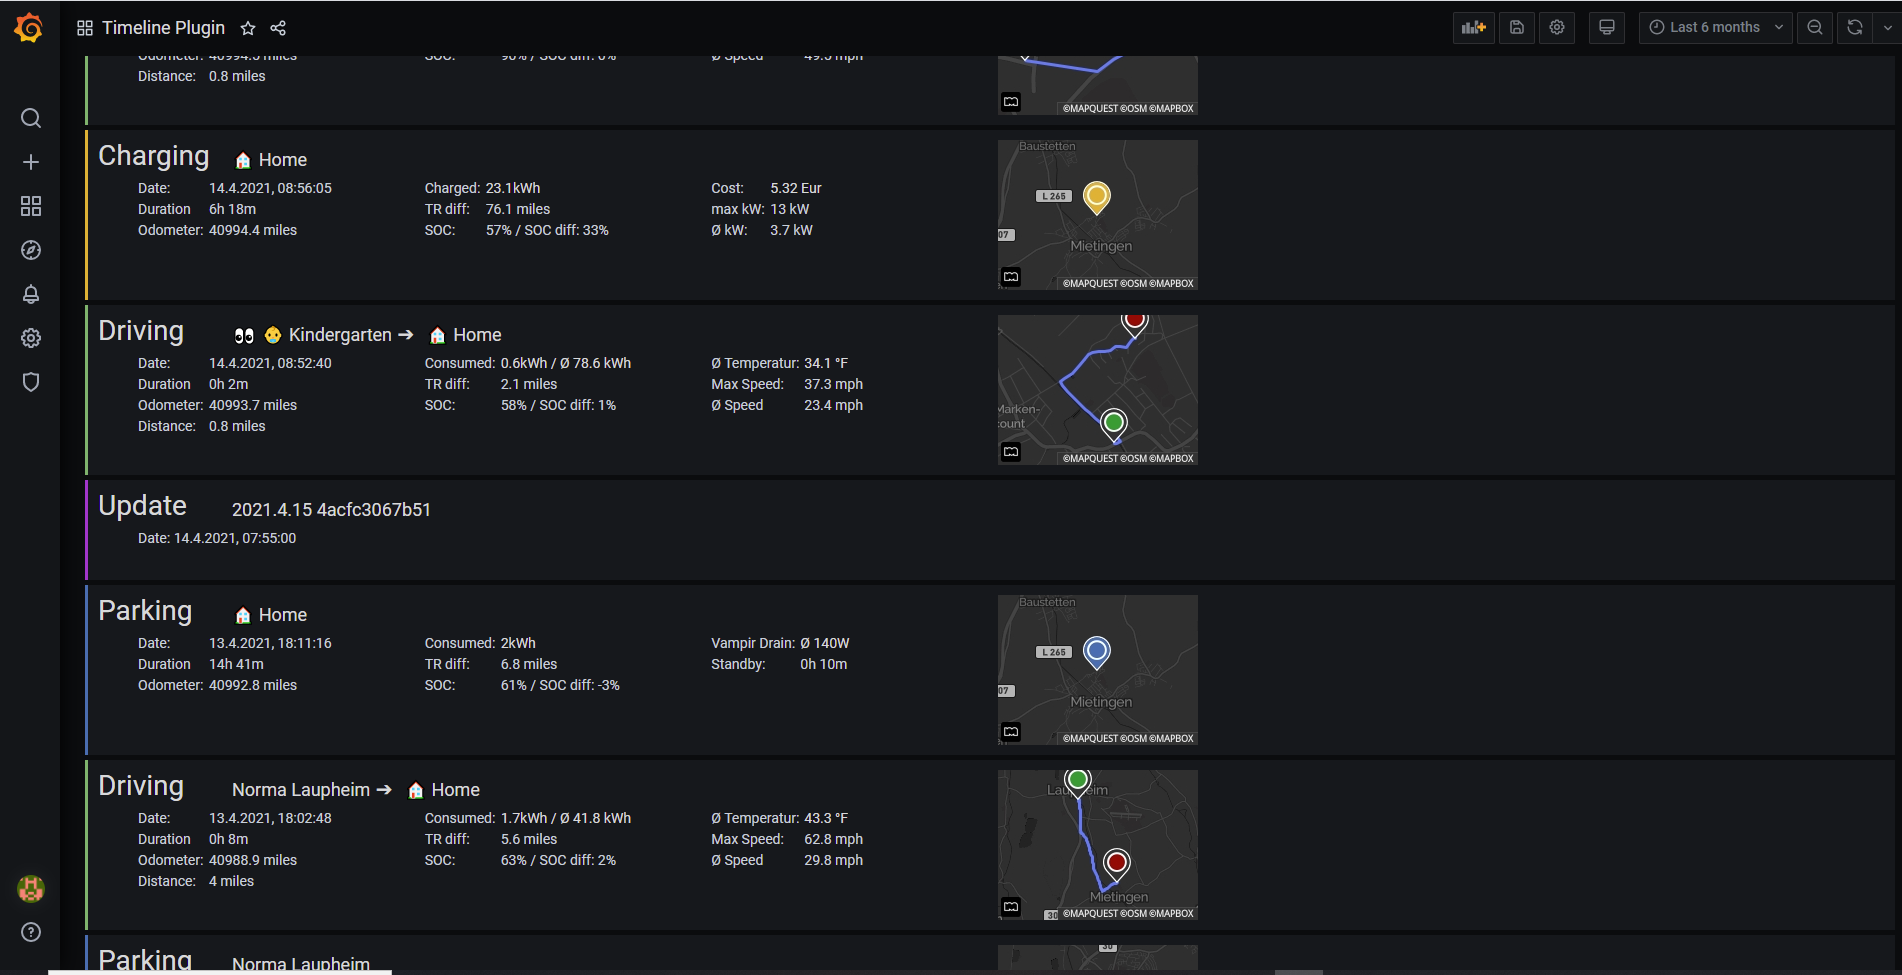 Timeline Plugin
Last 6 months
Odometer: 40994.5 miles SOC: 90% / SOC diff: 0% Ø Speed 49.5 mph
Distance: 0.8 miles
©MAPQUEST ©OSM ©MAPBOX
Charging Home
Date: 14.4.2021, 08:56:05 Charged: 23.1kWh Cost: 5.32 Eur
Duration 6h 18m TR diff: 76.1 miles max kW: 13 kW
Odometer: 40994.4 miles SOC: 57% / SOC diff: 33% Ø kW: 3.7 kW
Baustetten
L 265
07
Mietingen
©MAPQUEST ©OSM ©MAPBOX
Driving Kindergarten ➔ Home
Date: 14.4.2021, 08:52:40 Consumed: 0.6kWh / Ø 78.6 kWh Ø Temperatur: 34.1 °F
Duration 0h 2m TR diff: 2.1 miles Max Speed: 37.3 mph
Odometer: 40993.7 miles SOC: 58% / SOC diff: 1% Ø Speed 23.4 mph
Distance: 0.8 miles
Marken-
count
©MAPQUEST ©OSM ©MAPBOX
Update 2021.4.15 4acfc3067b51
Date: 14.4.2021, 07:55:00
Parking Home
Date: 13.4.2021, 18:11:16 Consumed: 2kWh Vampir Drain: Ø 140W
Duration 14h 41m TR diff: 6.8 miles Standby: 0h 10m
Odometer: 40992.8 miles SOC: 61% / SOC diff: -3%
Baustetten
L 265
07
Mietingen
©MAPQUEST ©OSM ©MAPBOX
Driving Norma Laupheim ➔ Home
Date: 13.4.2021, 18:02:48 Consumed: 1.7kWh / Ø 41.8 kWh Ø Temperatur: 43.3 °F
Duration 0h 8m TR diff: 5.6 miles Max Speed: 62.8 mph
Odometer: 40988.9 miles SOC: 63% / SOC diff: 2% Ø Speed 29.8 mph
Distance: 4 miles
Laupheim
Mietingen
30
©MAPQUEST ©OSM ©MAPBOX
Parking Norma Laupheim
30